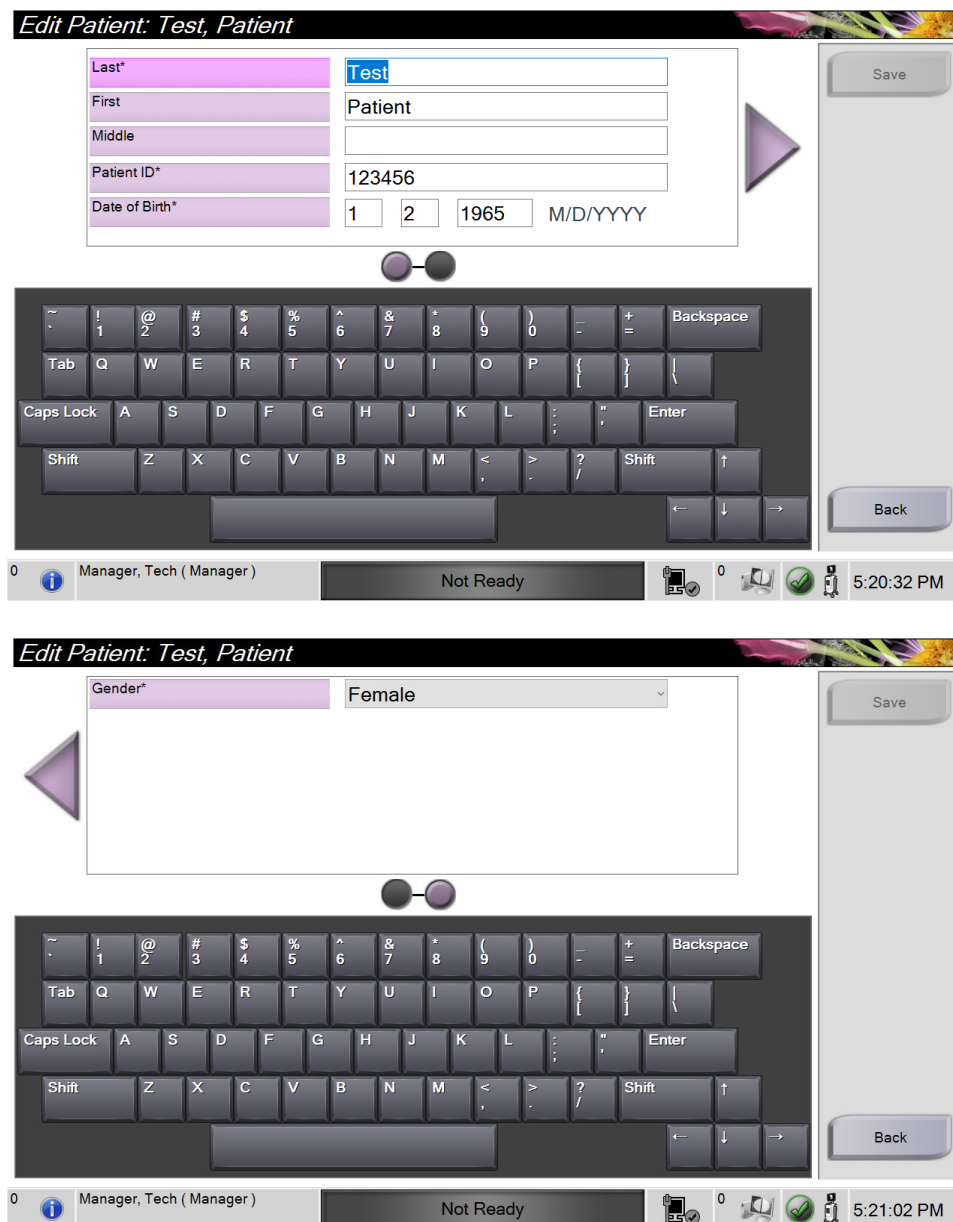 Edit Patient: Test, Patient
Last* Test
First Patient
Middle
Patient ID* 123456
Date of Birth* 1 2 1965 M/D/YYYY
Save
~ ` ! 1 @ 2 # 3 $ 4 % 5 ^ 6 & 7 * 8 ( 9 ) 0 _ - + = Backspace
Tab Q W E R T Y U I O P { [ } ] | \
Caps Lock A S D F G H J K L : ; " ' Enter
Shift Z X C V B N M < , > . ? / Shift ↑
← ↓ →
Back
0 Manager, Tech ( Manager ) Not Ready 0 5:20:32 PM
Edit Patient: Test, Patient
Gender* Female
Save
~ ` ! 1 @ 2 # 3 $ 4 % 5 ^ 6 & 7 * 8 ( 9 ) 0 _ - + = Backspace
Tab Q W E R T Y U I O P { [ } ] | \
Caps Lock A S D F G H J K L : ; " ' Enter
Shift Z X C V B N M < , > . ? / Shift ↑
← ↓ →
Back
0 Manager, Tech ( Manager ) Not Ready 0 5:21:02 PM